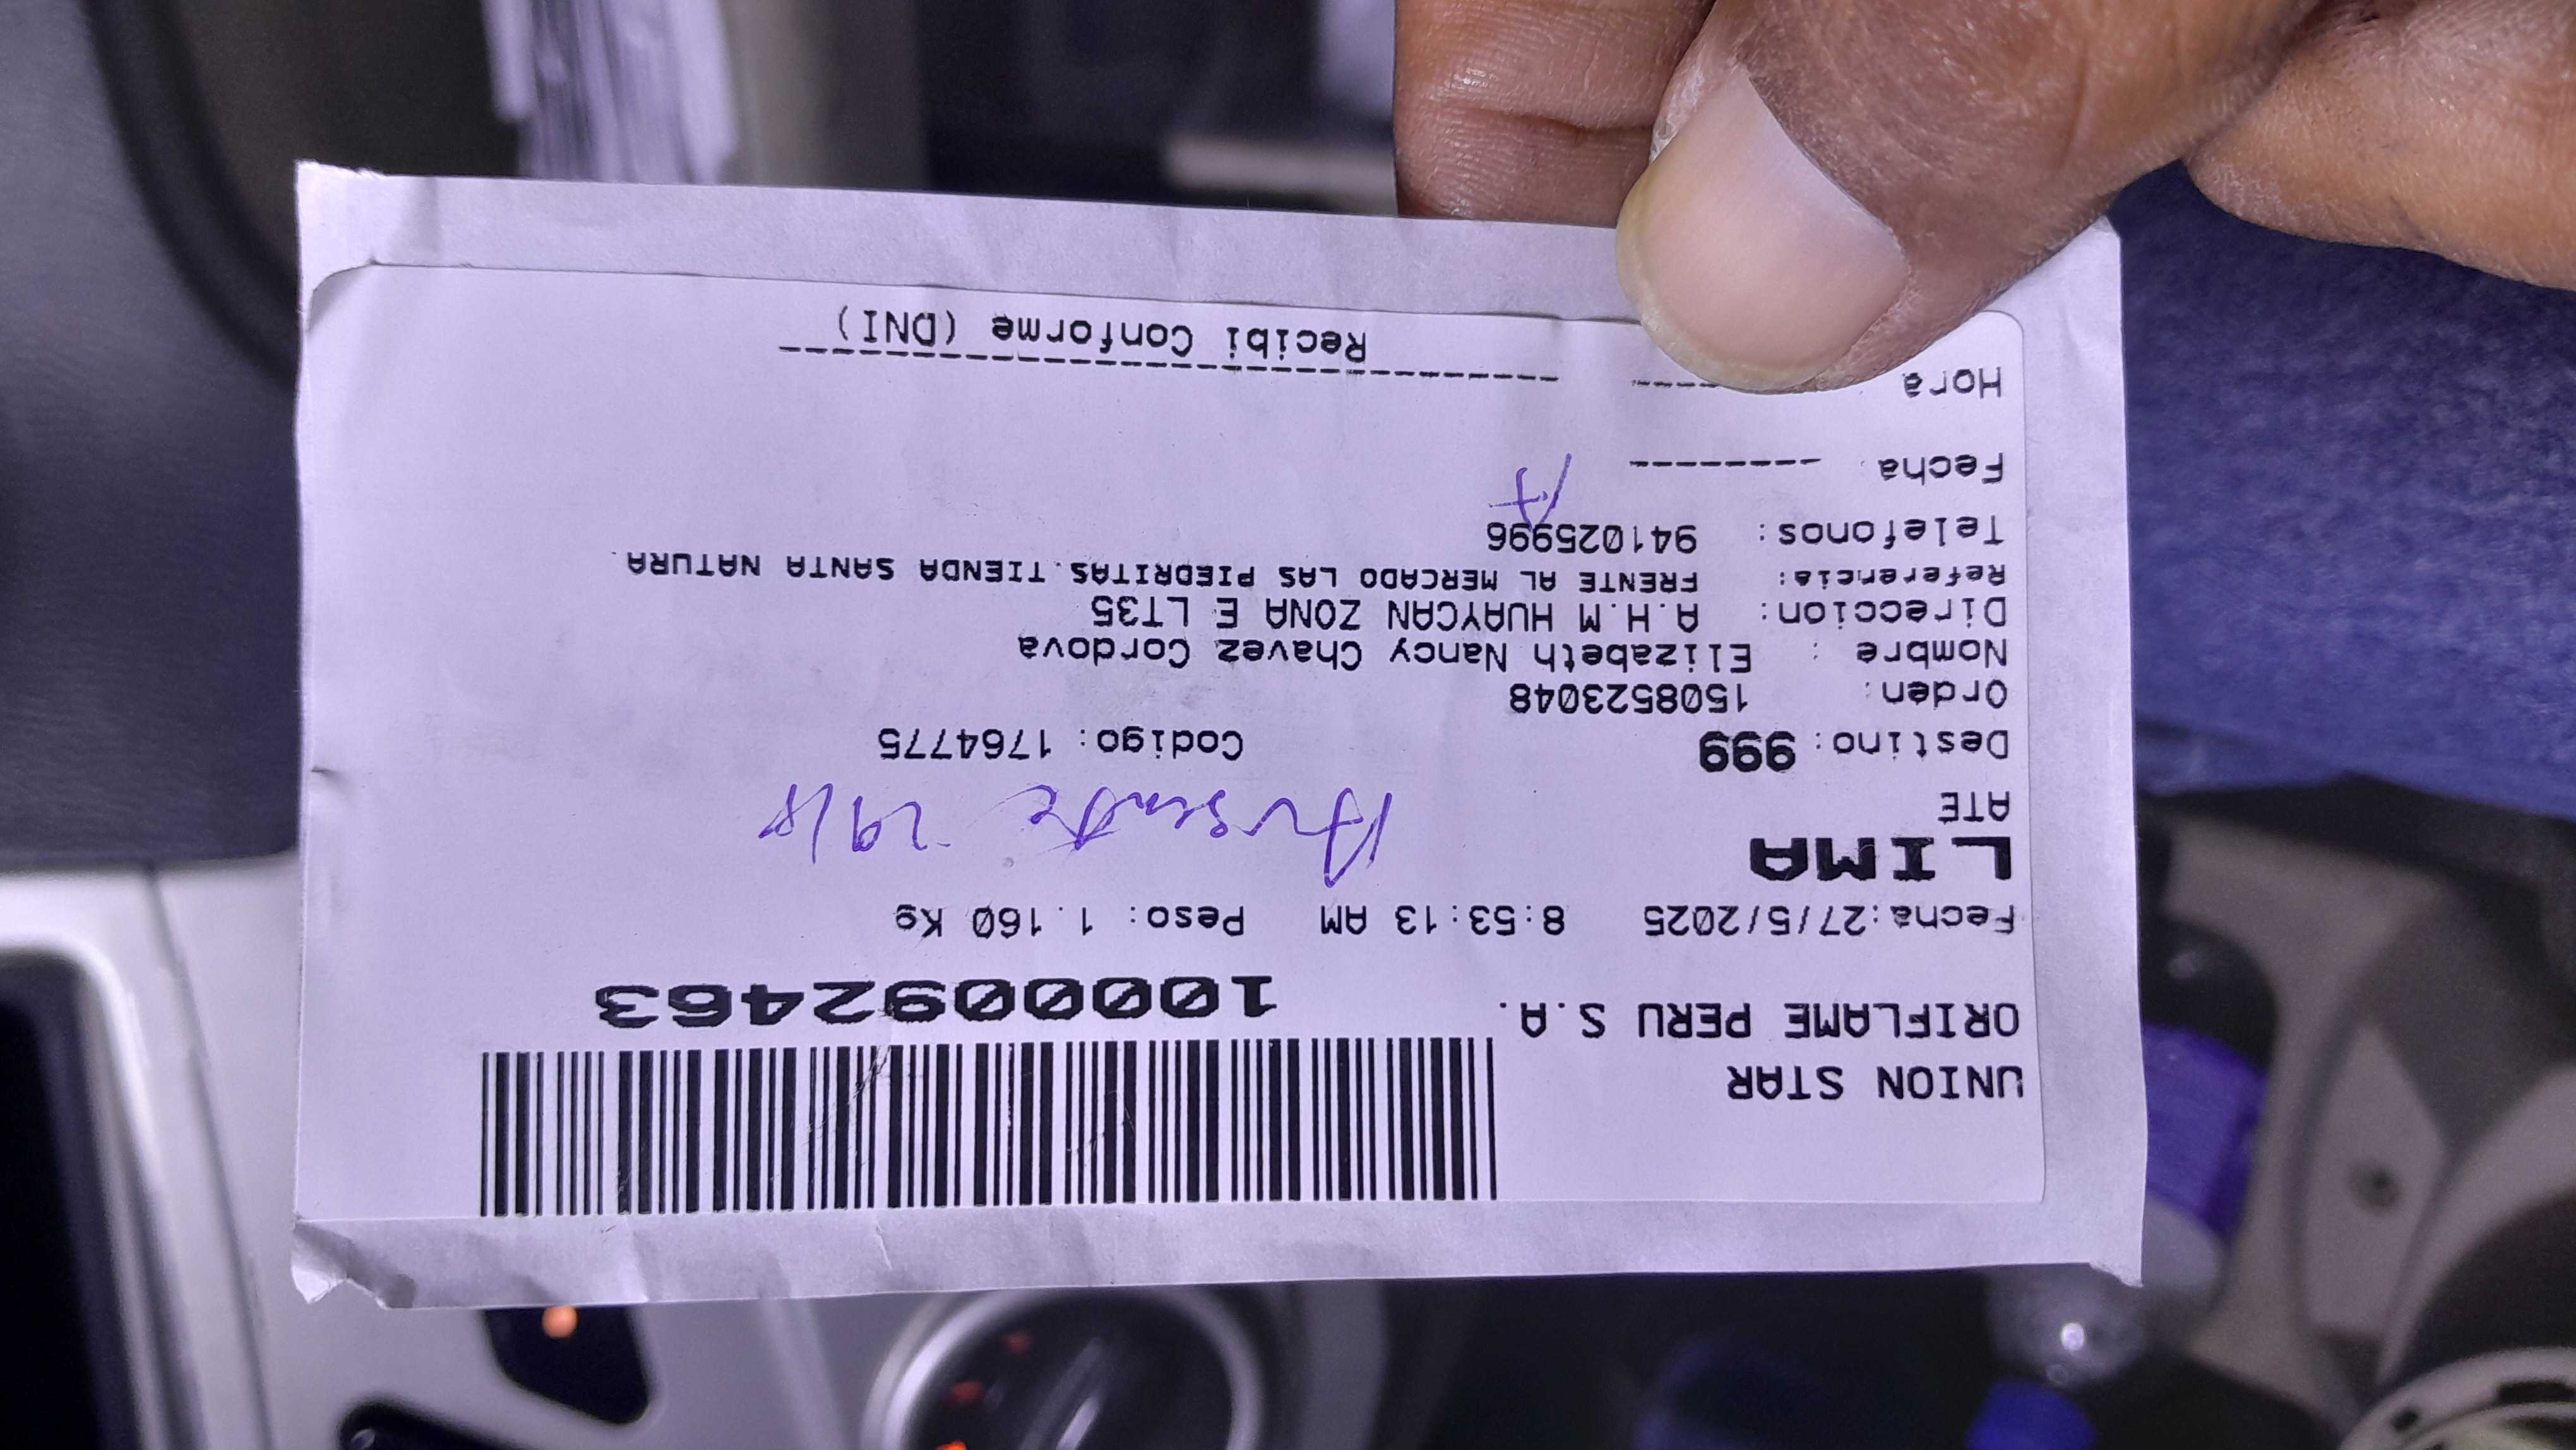 UNION STAR
ORIFLAME PERU S.A.
1000092463
Fecha:27/5/2025 8:53:13 AM Peso: 1.160 Kg
LIMA
ATE
Ausente
Destino: 999 Codigo: 1764775
Orden: 1508523048
Nombre : Elizabeth Nancy Chavez Cordova
Direccion: A.H.M HUAYCAN ZONA E LT35
Referencia: FRENTE AL MERCADO LAS PIEDRITAS.TIENDA SANTA NATURA.
Telefonos: 941025996
A
Fecha --------
Hora
Recibi Conforme (DNI)